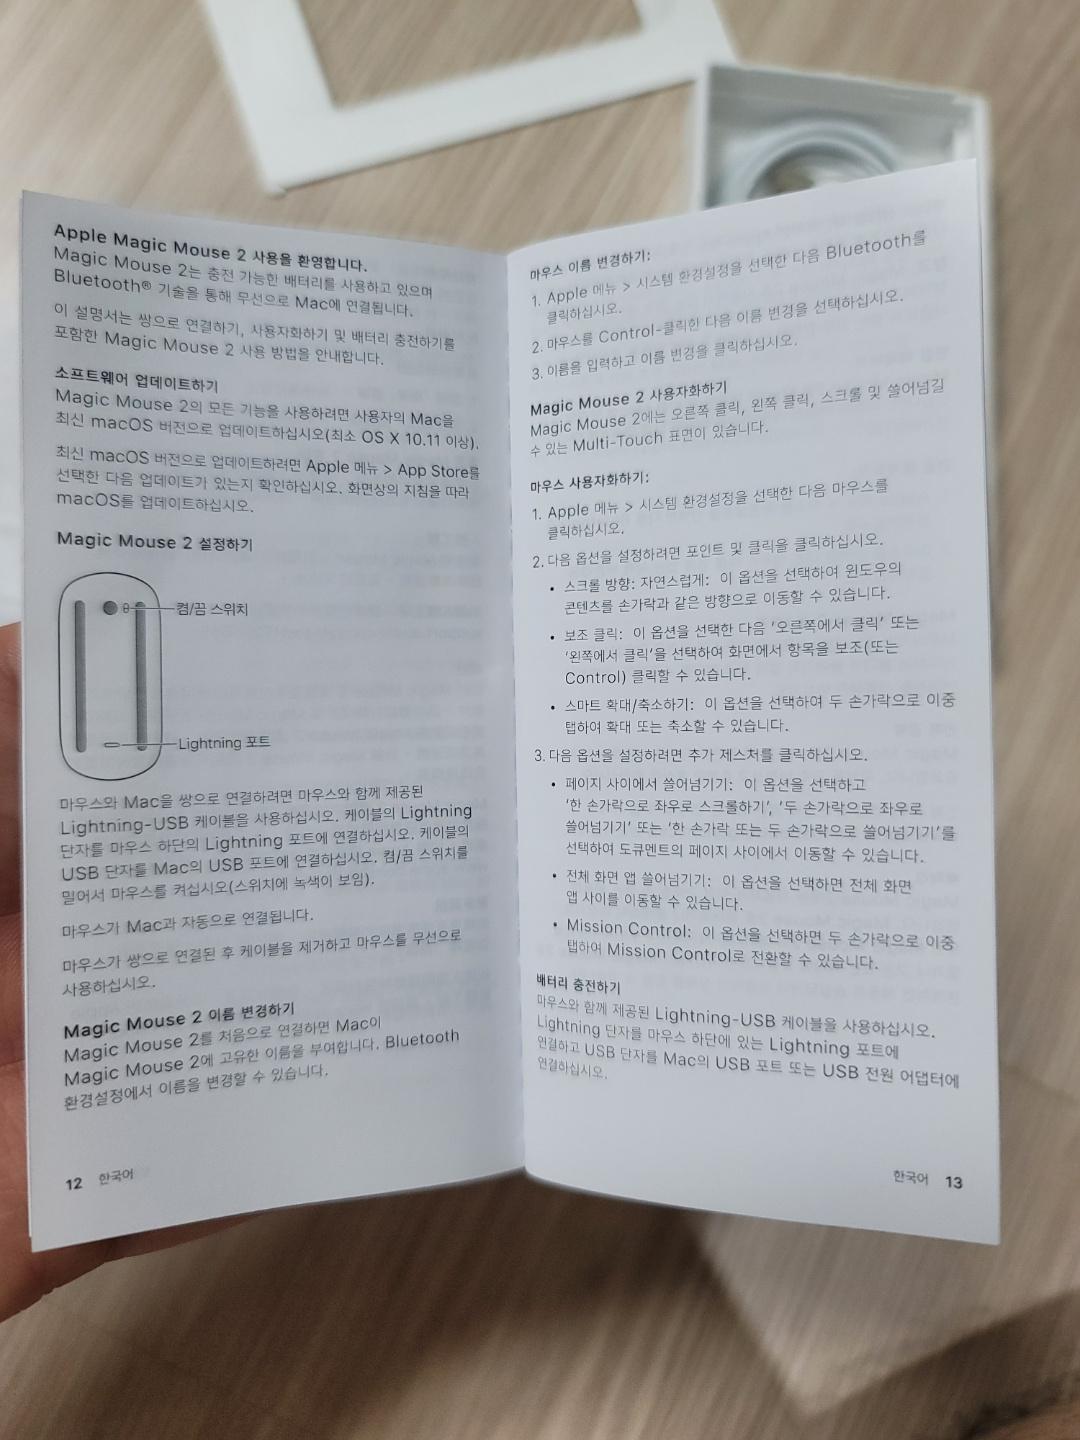 Apple Magic Mouse 2 사용을 환영합니다.
Magic Mouse 2는 충전 가능한 배터리를 사용하고 있으며
Bluetooth® 기술을 통해 무선으로 Mac에 연결됩니다.
이 설명서는 쌍으로 연결하기, 사용자화하기 및 배터리 충전하기를
포함한 Magic Mouse 2 사용 방법을 안내합니다.
소프트웨어 업데이트하기
Magic Mouse 2의 모든 기능을 사용하려면 사용자의 Mac을
최신 macOS 버전으로 업데이트하십시오(최소 OS X 10.11 이상).
최신 macOS 버전으로 업데이트하려면 Apple 메뉴 > App Store를
선택한 다음 업데이트가 있는지 확인하십시오. 화면상의 지침을 따라
macOS를 업데이트하십시오.
Magic Mouse 2 설정하기
켬/끔 스위치
Lightning 포트
마우스와 Mac을 쌍으로 연결하려면 마우스와 함께 제공된
Lightning-USB 케이블을 사용하십시오. 케이블의 Lightning
단자를 마우스 하단의 Lightning 포트에 연결하십시오. 케이블의
USB 단자를 Mac의 USB 포트에 연결하십시오. 켬/끔 스위치를
밀어서 마우스를 켜십시오(스위치에 녹색이 보임).
마우스가 Mac과 자동으로 연결됩니다.
마우스가 쌍으로 연결된 후 케이블을 제거하고 마우스를 무선으로
사용하십시오.
Magic Mouse 2 이름 변경하기
Magic Mouse 2를 처음으로 연결하면 Mac이
Magic Mouse 2에 고유한 이름을 부여합니다. Bluetooth
환경설정에서 이름을 변경할 수 있습니다.
12 한국어
마우스 이름 변경하기:
1. Apple 메뉴 > 시스템 환경설정을 선택한 다음 Bluetooth를
클릭하십시오.
2. 마우스를 Control-클릭한 다음 이름 변경을 선택하십시오.
3. 이름을 입력하고 이름 변경을 클릭하십시오.
Magic Mouse 2 사용자화하기
Magic Mouse 2에는 오른쪽 클릭, 왼쪽 클릭, 스크롤 및 쓸어넘길
수 있는 Multi-Touch 표면이 있습니다.
마우스 사용자화하기:
1. Apple 메뉴 > 시스템 환경설정을 선택한 다음 마우스를
클릭하십시오.
2. 다음 옵션을 설정하려면 포인트 및 클릭을 클릭하십시오.
• 스크롤 방향: 자연스럽게: 이 옵션을 선택하여 윈도우의
콘텐츠를 손가락과 같은 방향으로 이동할 수 있습니다.
• 보조 클릭: 이 옵션을 선택한 다음 '오른쪽에서 클릭' 또는
'왼쪽에서 클릭'을 선택하여 화면에서 항목을 보조(또는
Control) 클릭할 수 있습니다.
• 스마트 확대/축소하기: 이 옵션을 선택하여 두 손가락으로 이중
탭하여 확대 또는 축소할 수 있습니다.
3. 다음 옵션을 설정하려면 추가 제스처를 클릭하십시오.
• 페이지 사이에서 쓸어넘기기: 이 옵션을 선택하고
'한 손가락으로 좌우로 스크롤하기', '두 손가락으로 좌우로
쓸어넘기기' 또는 '한 손가락 또는 두 손가락으로 쓸어넘기기'를
선택하여 도큐멘트의 페이지 사이에서 이동할 수 있습니다.
• 전체 화면 앱 쓸어넘기기: 이 옵션을 선택하면 전체 화면
앱 사이를 이동할 수 있습니다.
• Mission Control: 이 옵션을 선택하면 두 손가락으로 이중
탭하여 Mission Control로 전환할 수 있습니다.
배터리 충전하기
마우스와 함께 제공된 Lightning-USB 케이블을 사용하십시오.
Lightning 단자를 마우스 하단에 있는 Lightning 포트에
연결하고 USB 단자를 Mac의 USB 포트 또는 USB 전원 어댑터에
연결하십시오.
한국어 13